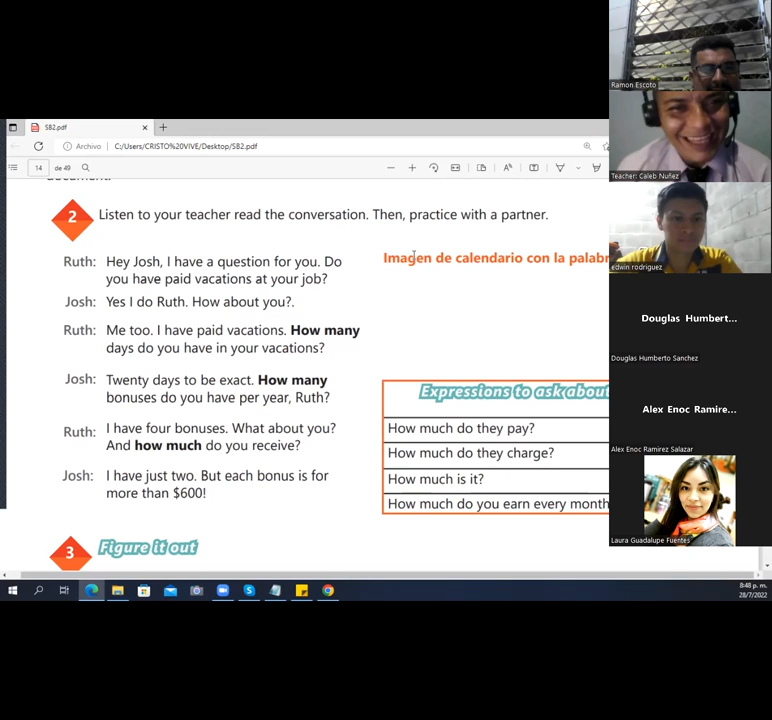 SB2.pdf
Archivo
C:/Users/CRISTO%20VIVE/Desktop/SB2.pdf
14 de 49
2 Listen to your teacher read the conversation. Then, practice with a partner.
Ruth: Hey Josh, I have a question for you. Do
you have paid vacations at your job?
Josh: Yes I do Ruth. How about you?.
Ruth: Me too. I have paid vacations. How many
days do you have in your vacations?
Josh: Twenty days to be exact. How many
bonuses do you have per year, Ruth?
Ruth: I have four bonuses. What about you?
And how much do you receive?
Josh: I have just two. But each bonus is for
more than $600!
Imagen de calendario con la palabr
Expressions to ask about
How much do they pay?
How much do they charge?
How much is it?
How much do you earn every month
3 Figure it out
Ramon Escoto
Teacher: Caleb Nuñez
edwin rodriguez
Douglas Humbert...
Douglas Humberto Sanchez
Alex Enoc Ramire...
Alex Enoc Ramirez Salazar
Laura Guadalupe Fuentes
8:48 p. m.
28/7/2022